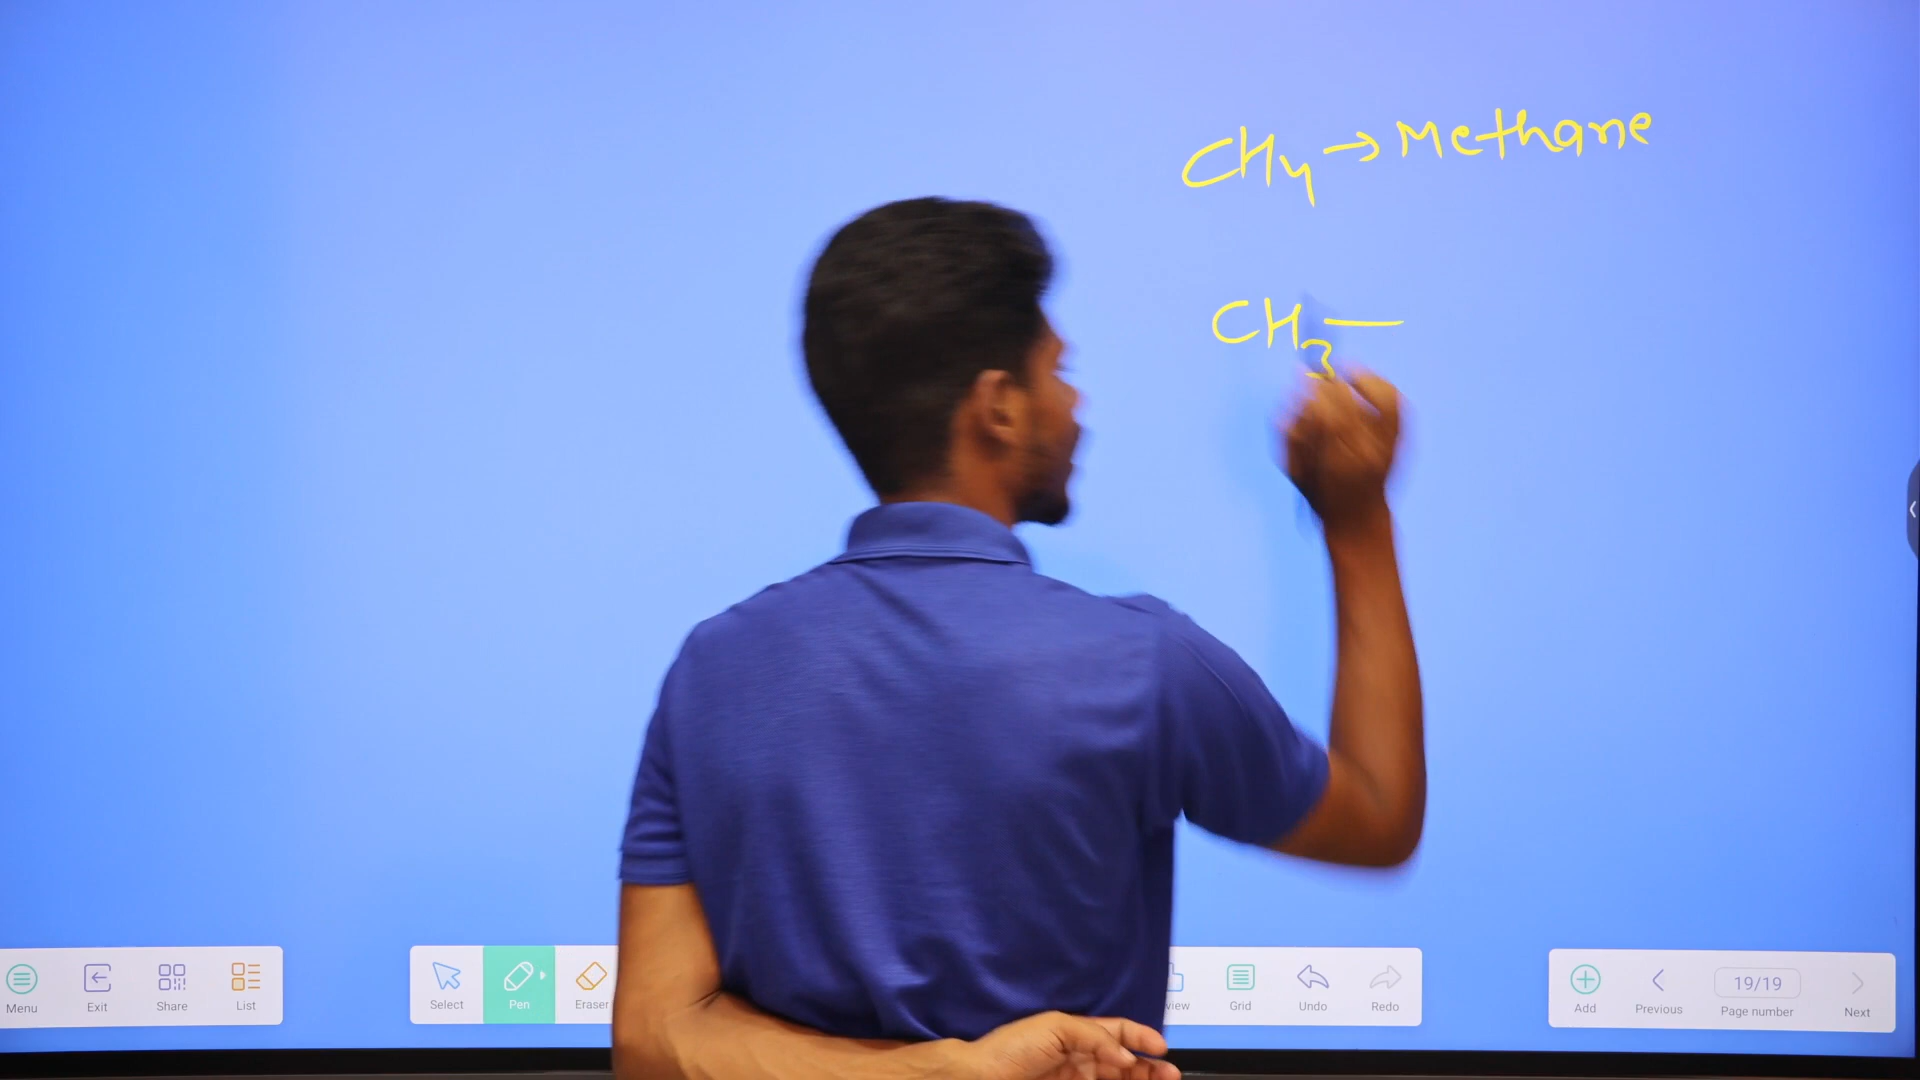 CH4 → Methane
CH3 —
Menu Exit Share List Select Pen Eraser view Grid Undo Redo Add Previous 19/19 Page number Next